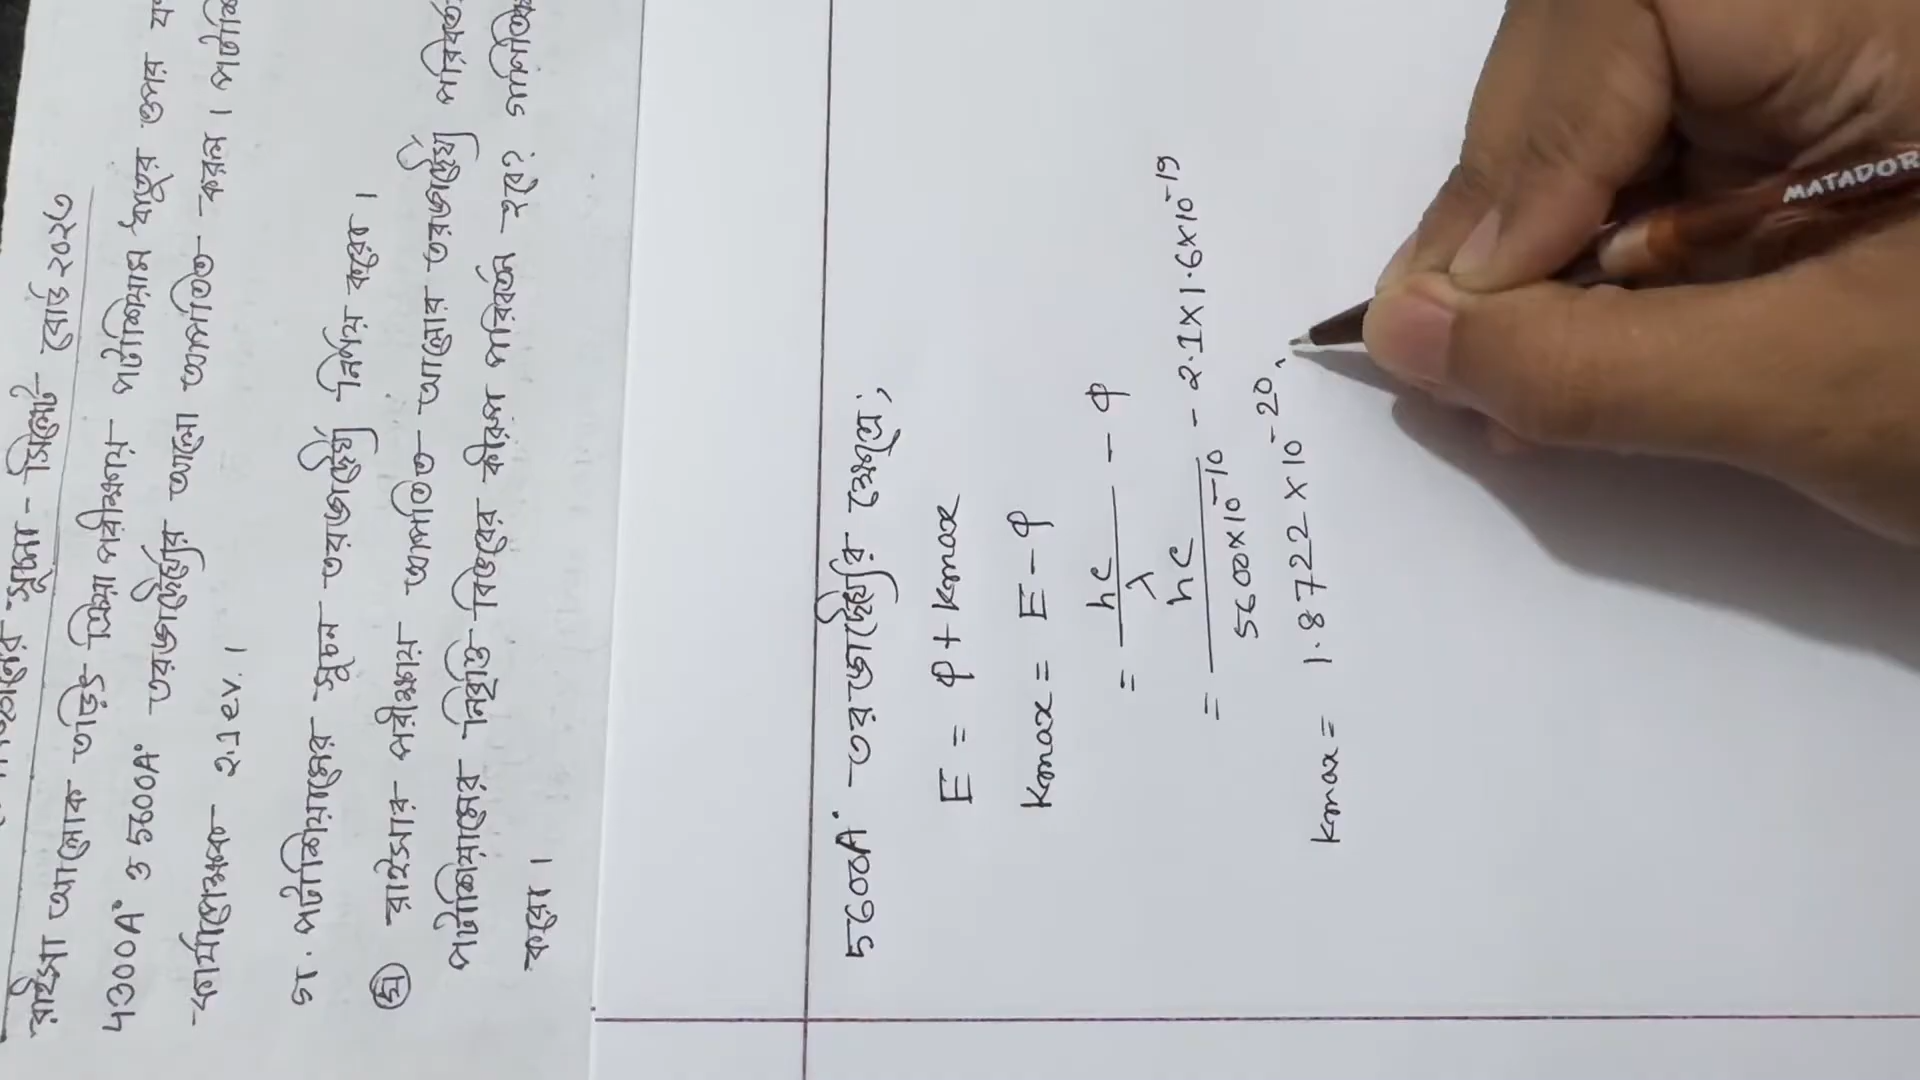 সিলেট বোর্ড ২০২৩
রাইসা আলোক তড়িৎ ক্রিয়া পরীক্ষায় পটাশিয়াম ধাতুর উপর
4300A° ও 5600A° তরঙ্গদৈর্ঘ্যের আলো আপতিত করল। পটাশি
কার্যাপেক্ষক 2.1 ev.।
গ. পটাশিয়ামের সূচন তরঙ্গদৈর্ঘ্য নির্ণয় করো।
ঘ রাইসার পরীক্ষায় আপতিত আলোর তরঙ্গদৈর্ঘ্য পরিবর্ত
পটাশিয়ামের নিবৃত্তি বিভবের কীরূপ পরিবর্তন হবে? গাণিতিক
করো।
5600A° তরঙ্গদৈর্ঘ্যের ক্ষেত্রে;
E = φ + Kmax
Kmax = E - φ
= hc/λ - φ
= hc/5600×10^-10 - 2.1×1.6×10^-19
Kmax = 1.8722×10^-20
MATADOR